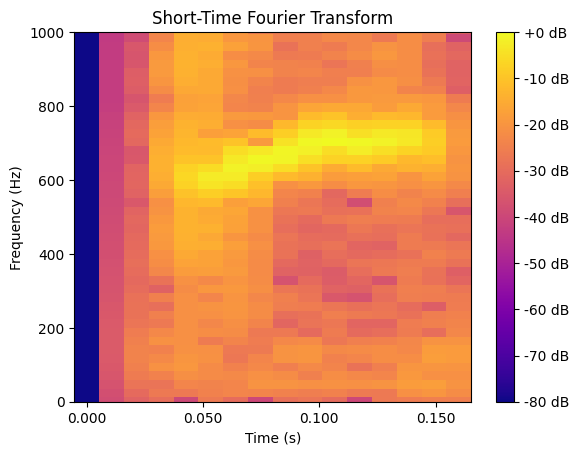 Short-Time Fourier Transform
1000
800
600
400
200
0
Frequency (Hz)
0.000
0.050
0.100
0.150
Time (s)
+0 dB
-10 dB
-20 dB
-30 dB
-40 dB
-50 dB
-60 dB
-70 dB
-80 dB